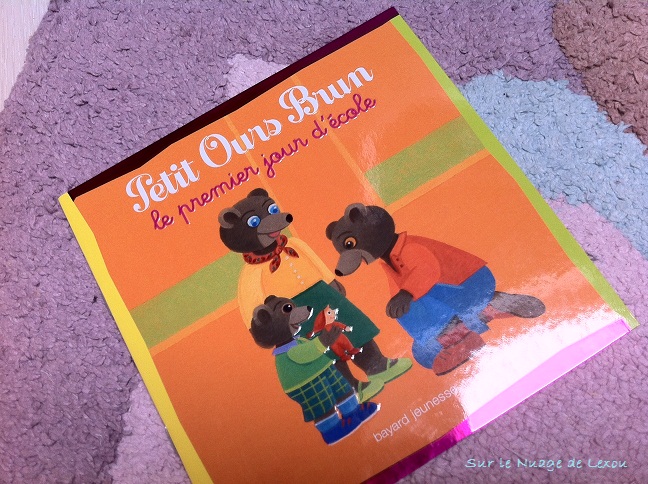 Petit Ours Brun
le premier jour d'école
bayard jeunesse
Sur le Nuage de Lexou